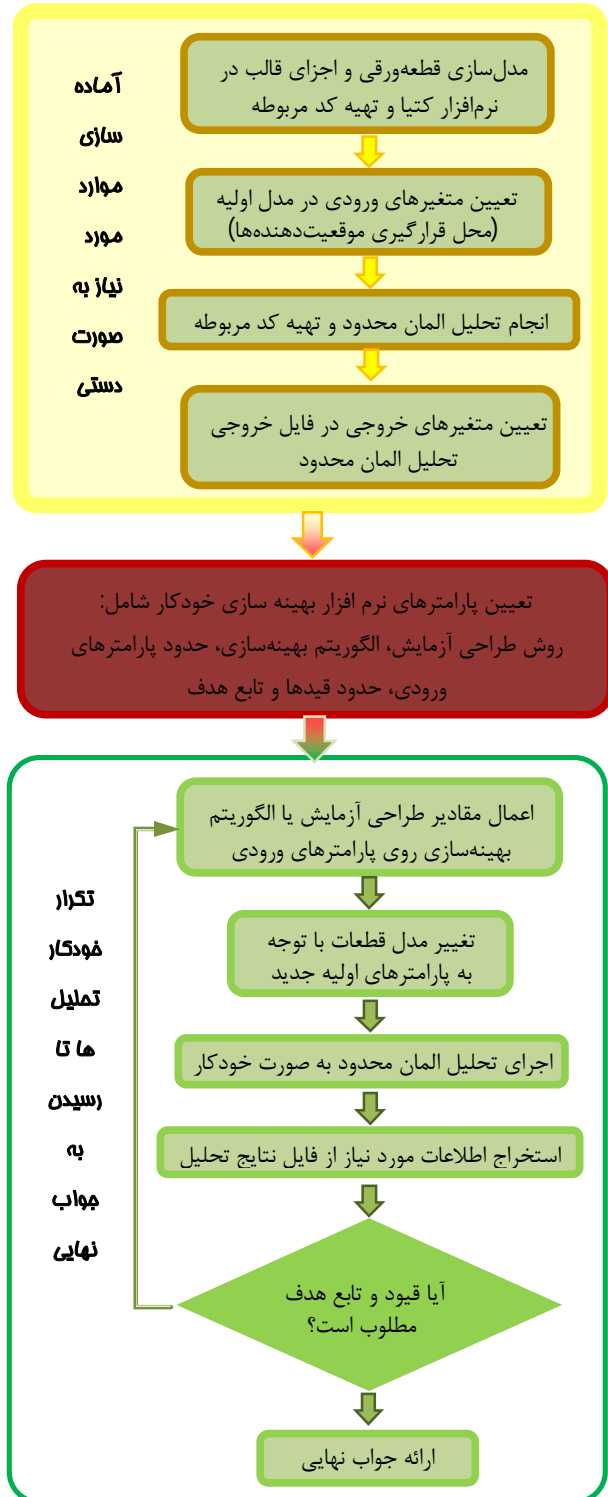 آماده
سازی
موارد
مورد
نیاز به
صورت
دستی
مدل‌سازی قطعه‌ورقی و اجزای قالب در
نرم‌افزار کتیا و تهیه کد مربوطه
تعیین متغیرهای ورودی در مدل اولیه
(محل قرارگیری موقعیت‌دهنده‌ها)
انجام تحلیل المان محدود و تهیه کد مربوطه
تعیین متغیرهای خروجی در فایل خروجی
تحلیل المان محدود
تعیین پارامترهای نرم افزار بهینه سازی خودکار شامل:
روش طراحی آزمایش، الگوریتم بهینه‌سازی، حدود پارامترهای
ورودی، حدود قیدها و تابع هدف
تکرار
خودکار
تحلیل
ها تا
رسیدن
به
جواب
نهایی
اعمال مقادیر طراحی آزمایش یا الگوریتم
بهینه‌سازی روی پارامترهای ورودی
تغییر مدل قطعات با توجه
به پارامترهای اولیه جدید
اجرای تحلیل المان محدود به صورت خودکار
استخراج اطلاعات مورد نیاز از فایل نتایج تحلیل
آیا قیود و تابع هدف
مطلوب است؟
ارائه جواب نهایی